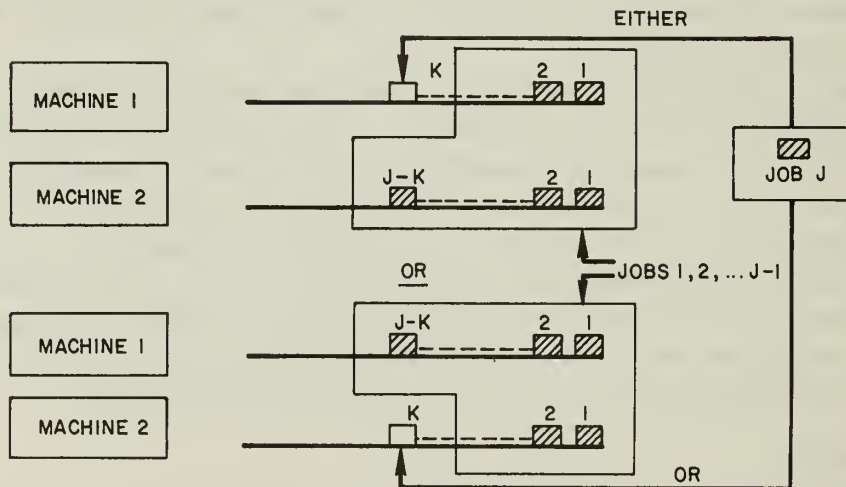 EITHER
K 2 1
MACHINE 1
J-K 2 1
MACHINE 2
JOB J
OR
JOBS 1, 2, ... J-1
J-K 2 1
MACHINE 1
K 2 1
MACHINE 2
OR